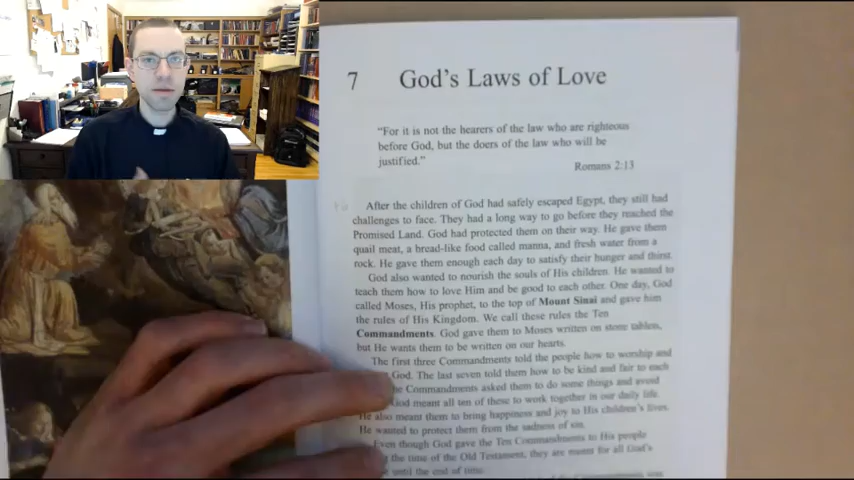 7 God's Laws of Love
"For it is not the hearers of the law who are righteous
before God, but the doers of the law who will be
justified."
Romans 2:13
After the children of God had safely escaped Egypt, they still had
challenges to face. They had a long way to go before they reached the
Promised Land. God had protected them on their way. He gave them
quail meat, a bread-like food called manna, and fresh water from a
rock. He gave them enough each day to satisfy their hunger and thirst.
God also wanted to nourish the souls of His children. He wanted to
teach them how to love Him and be good to each other. One day, God
called Moses, His prophet, to the top of Mount Sinai and gave him
the rules of His Kingdom. We call these rules the Ten
Commandments. God gave them to Moses written on stone tablets,
but He wants them to be written on our hearts.
The first three Commandments told the people how to worship and
God. The last seven told them how to be kind and fair to each
Commandments asked them to do some things and avoid
God meant all ten of these to work together in our daily life.
He also meant them to bring happiness and joy to His children's lives.
He wanted to protect them from the sadness of sin.
Even though God gave the Ten Commandments to His people
the time of the Old Testament, they are meant for all God's
until the end of time.